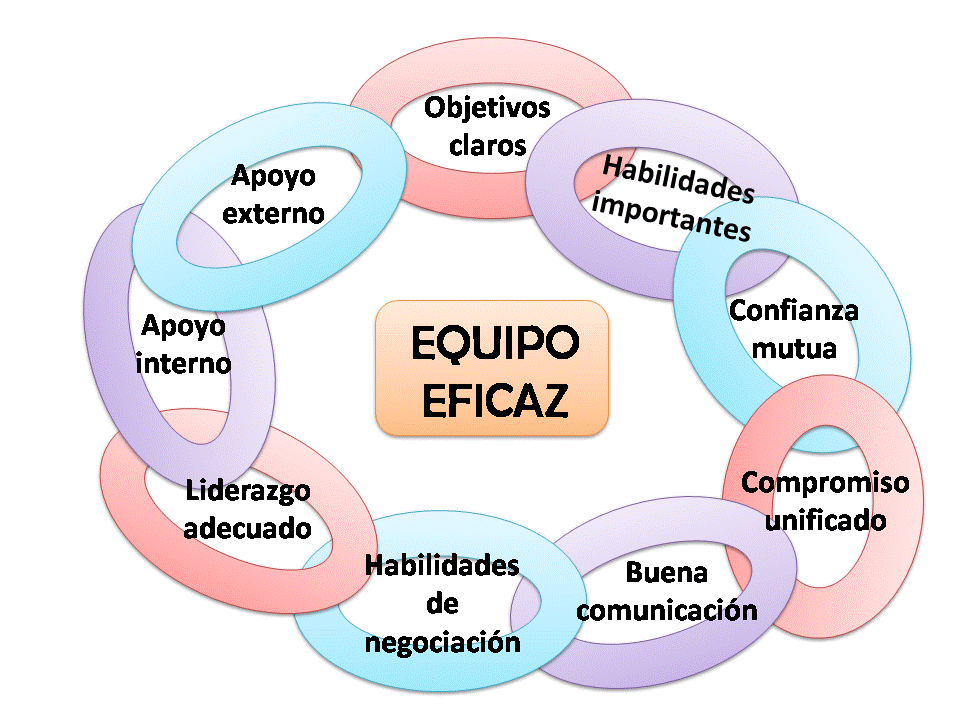 Objetivos
claros
Habilidades
importantes
Confianza
mutua
Compromiso
unificado
Buena
comunicación
Habilidades
de
negociación
Liderazgo
adecuado
Apoyo
interno
Apoyo
externo
EQUIPO
EFICAZ